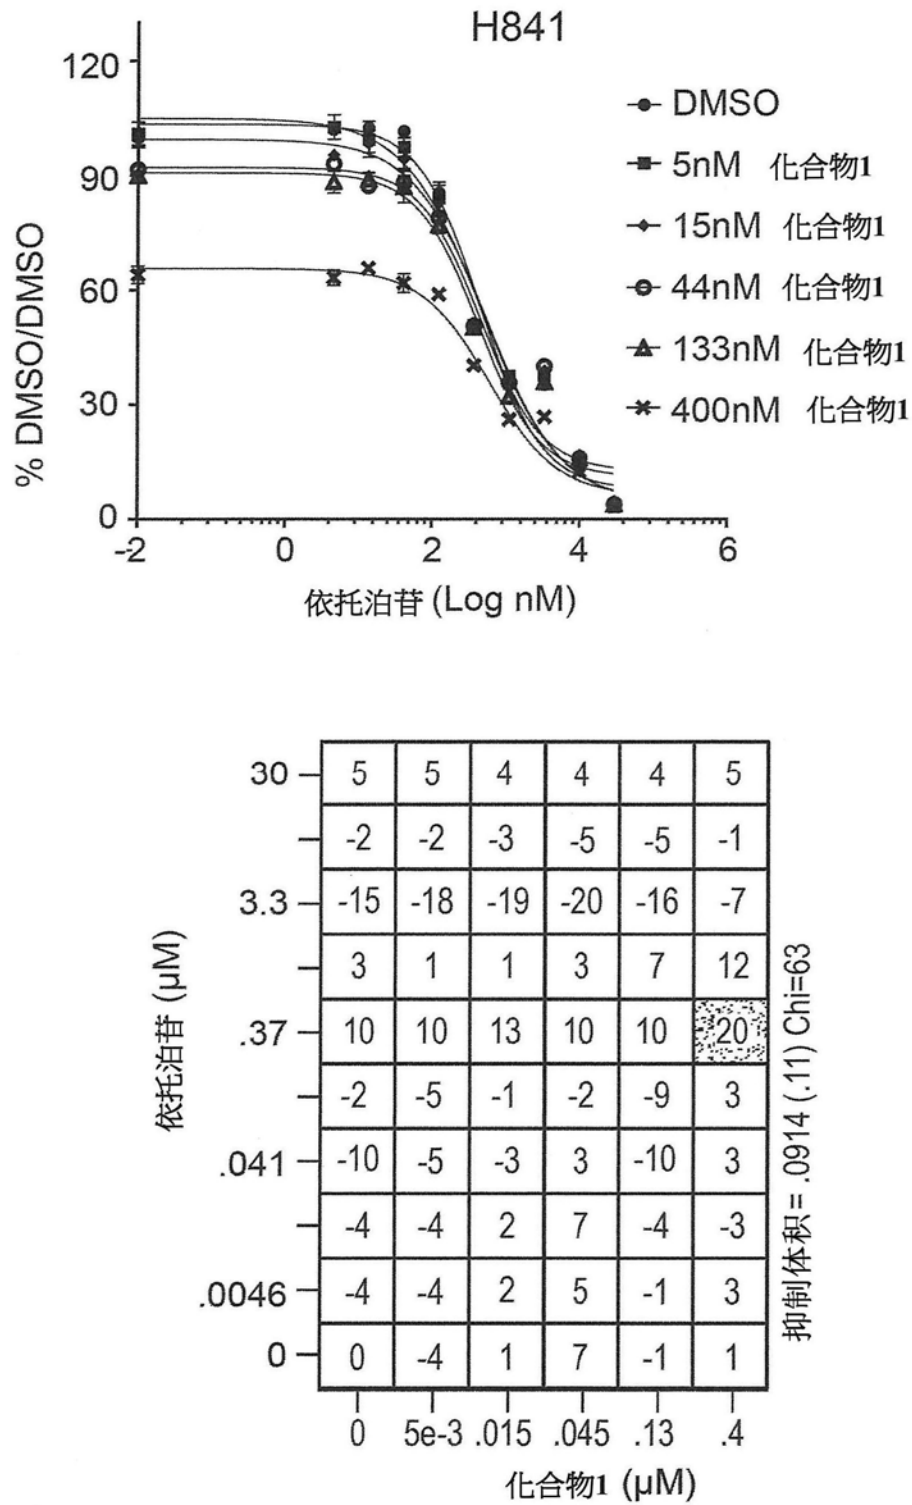 H841
120
90
60
30
0
% DMSO/DMSO
-2 0 2 4 6
依托泊苷 (Log nM)
DMSO
5nM 化合物1
15nM 化合物1
44nM 化合物1
133nM 化合物1
400nM 化合物1
30 5 5 4 4 4 5
-2 -2 -3 -5 -5 -1
3.3 -15 -18 -19 -20 -16 -7
3 1 1 3 7 12
.37 10 10 13 10 10 20
-2 -5 -1 -2 -9 3
.041 -10 -5 -3 3 -10 3
-4 -4 2 7 -4 -3
.0046 -4 -4 2 5 -1 3
0 0 -4 1 7 -1 1
0 5e-3 .015 .045 .13 .4
依托泊苷 (μM)
化合物1 (μM)
抑制体积 = .0914 (.11) Chi=63